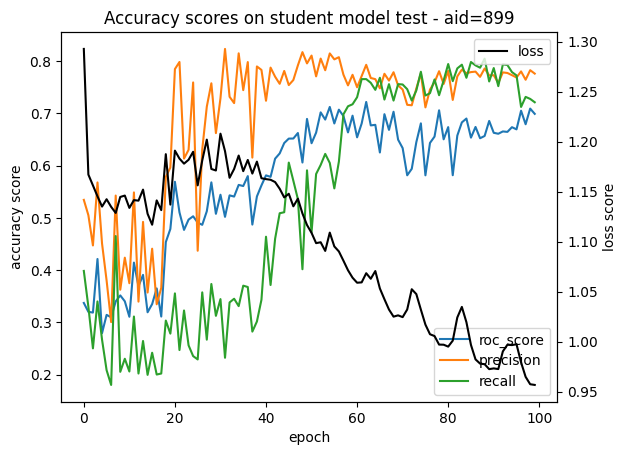 Accuracy scores on student model test - aid=899
loss
accuracy score
0.8
0.7
0.6
0.5
0.4
0.3
0.2
1.30
1.25
1.20
1.15
1.10
1.05
1.00
0.95
loss score
roc_score
precision
recall
0
20
40
60
80
100
epoch